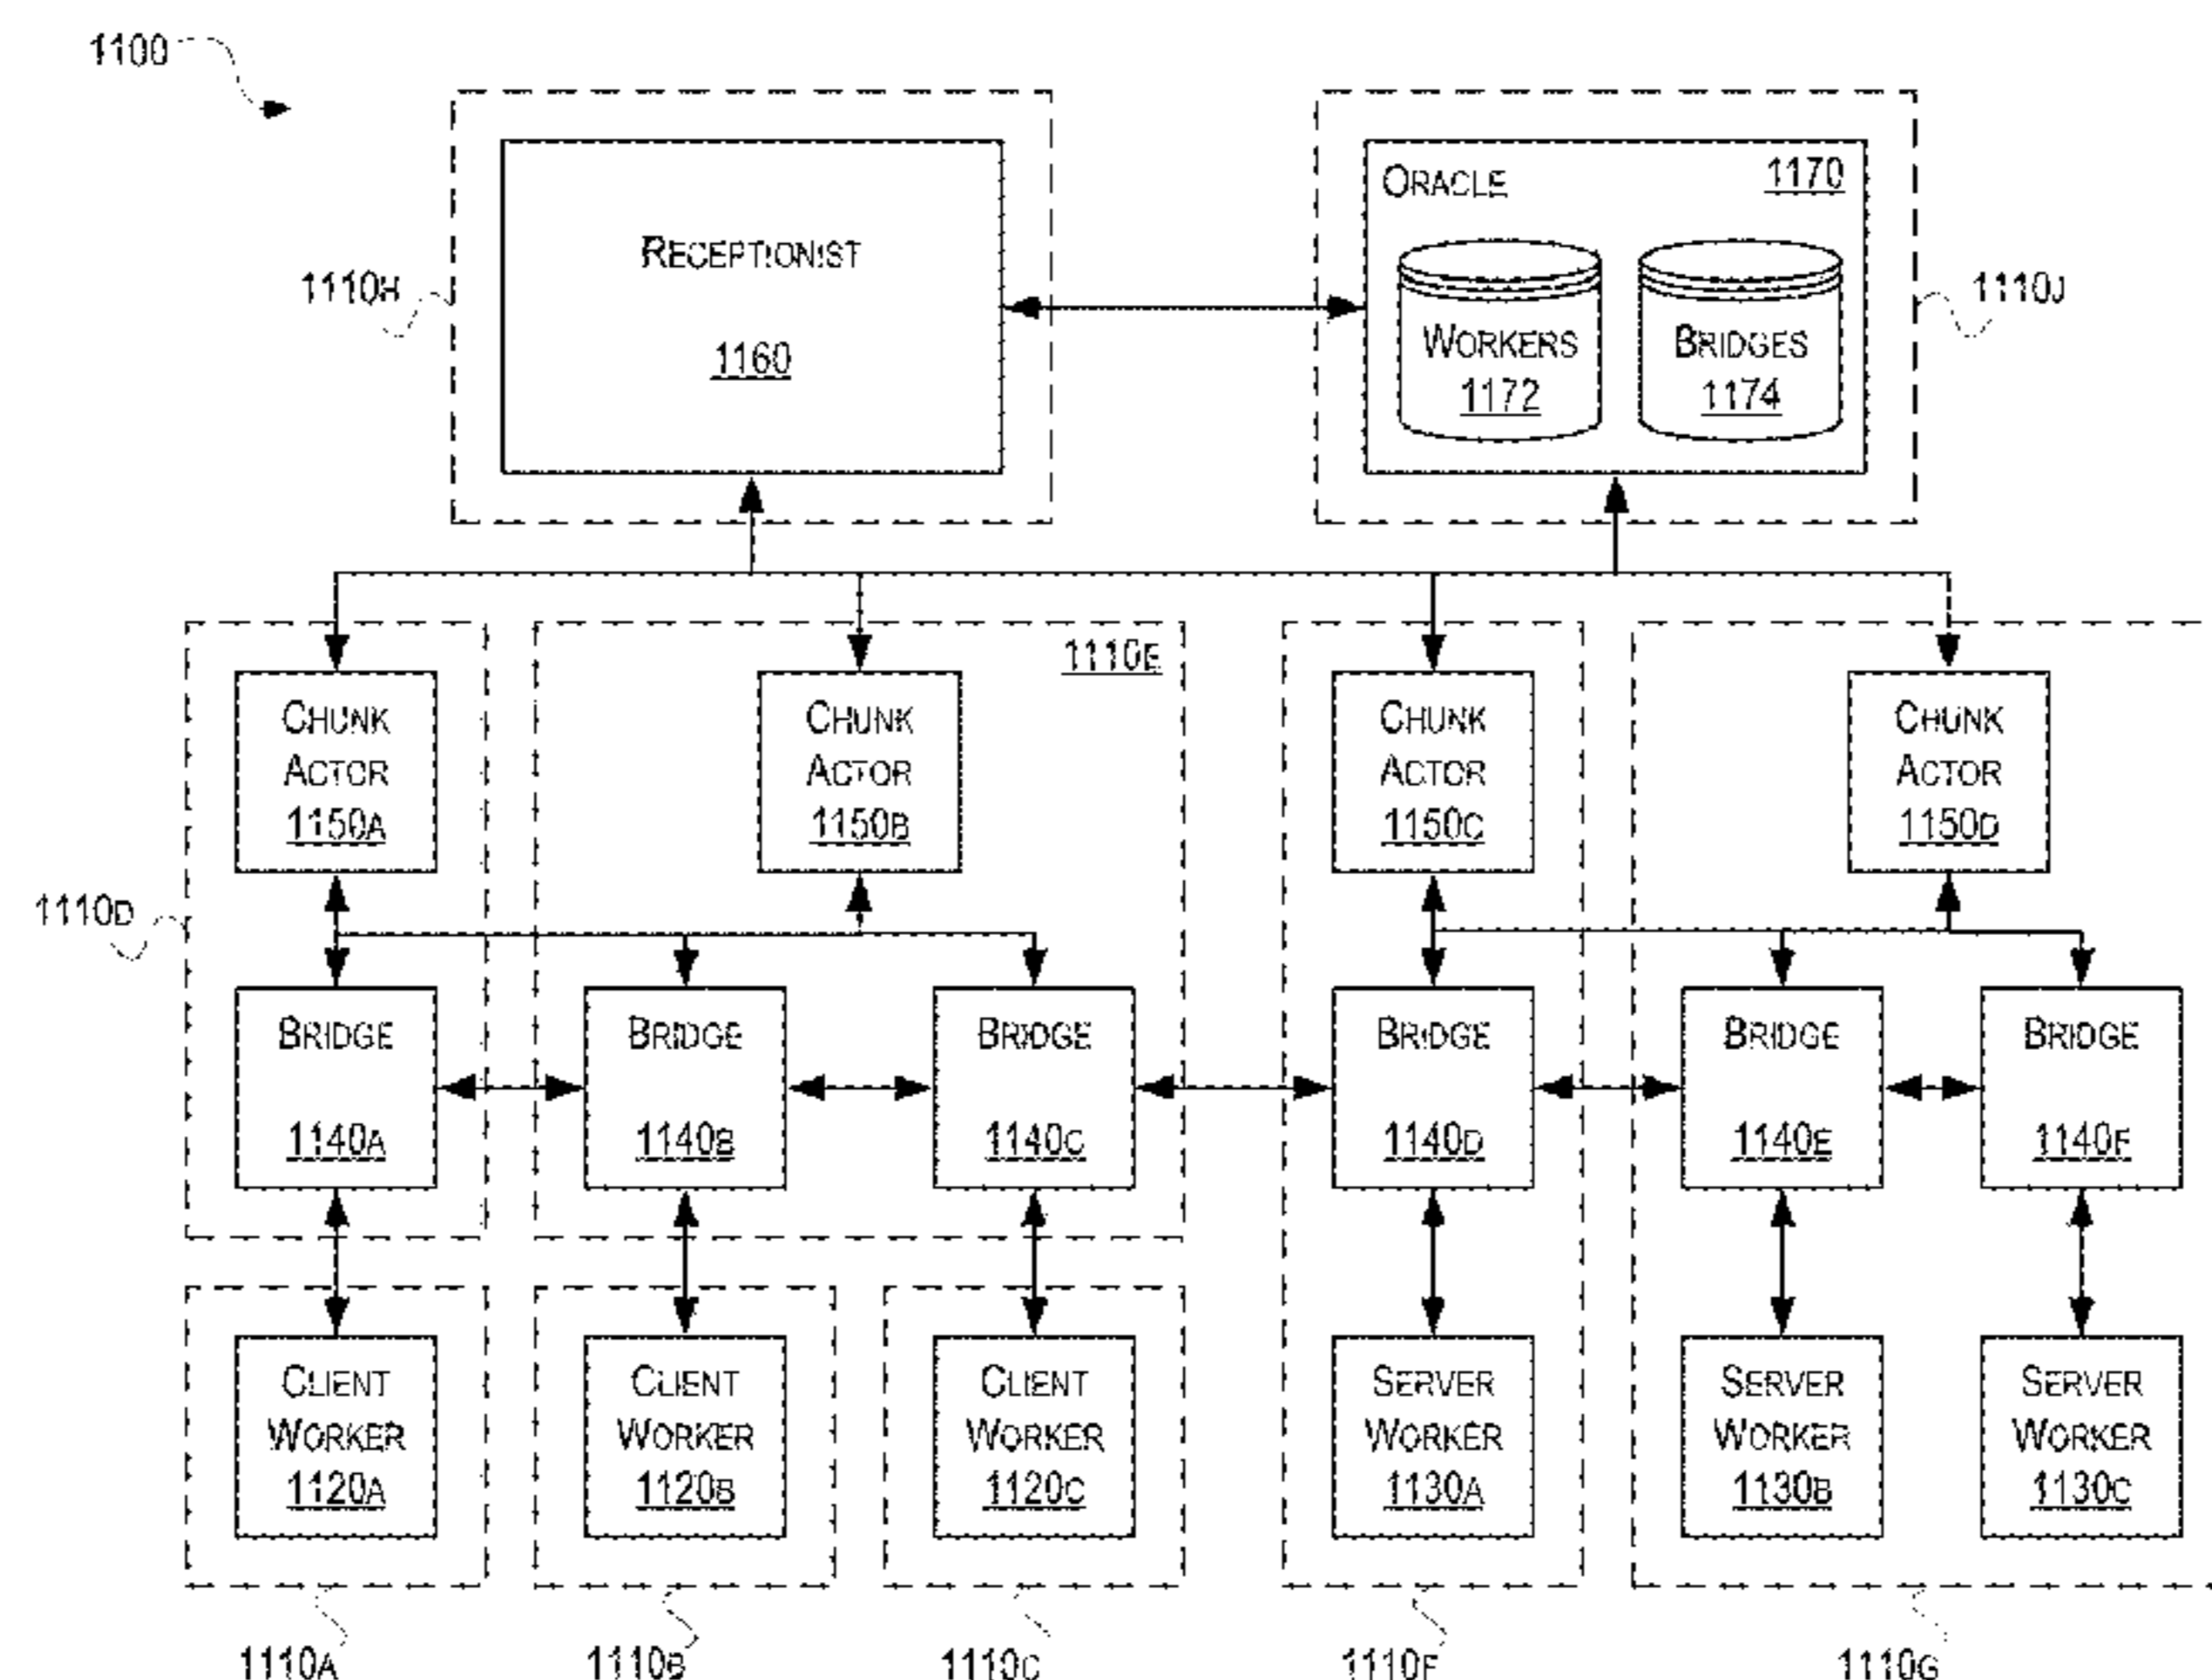 1100
ORACLE 1170
RECEPTIONIST
1110H
1110J
WORKERS
BRIDGES
1160
1172
1174
1110E
CHUNK
ACTOR
1150A
CHUNK
ACTOR
1150B
CHUNK
ACTOR
1150C
CHUNK
ACTOR
1150D
1110D
BRIDGE
1140A
BRIDGE
1140B
BRIDGE
1140C
BRIDGE
1140D
BRIDGE
1140E
BRIDGE
1140F
CLIENT
WORKER
1120A
CLIENT
WORKER
1120B
CLIENT
WORKER
1120C
SERVER
WORKER
1130A
SERVER
WORKER
1130B
SERVER
WORKER
1130C
1110A
1110B
1110C
1110F
1110G